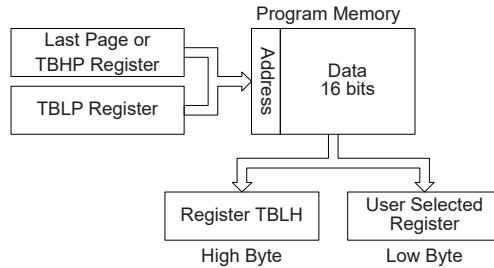 Program Memory
Last Page or
TBHP Register
TBLP Register
Address
Data
16 bits
Register TBLH
User Selected
Register
High Byte
Low Byte